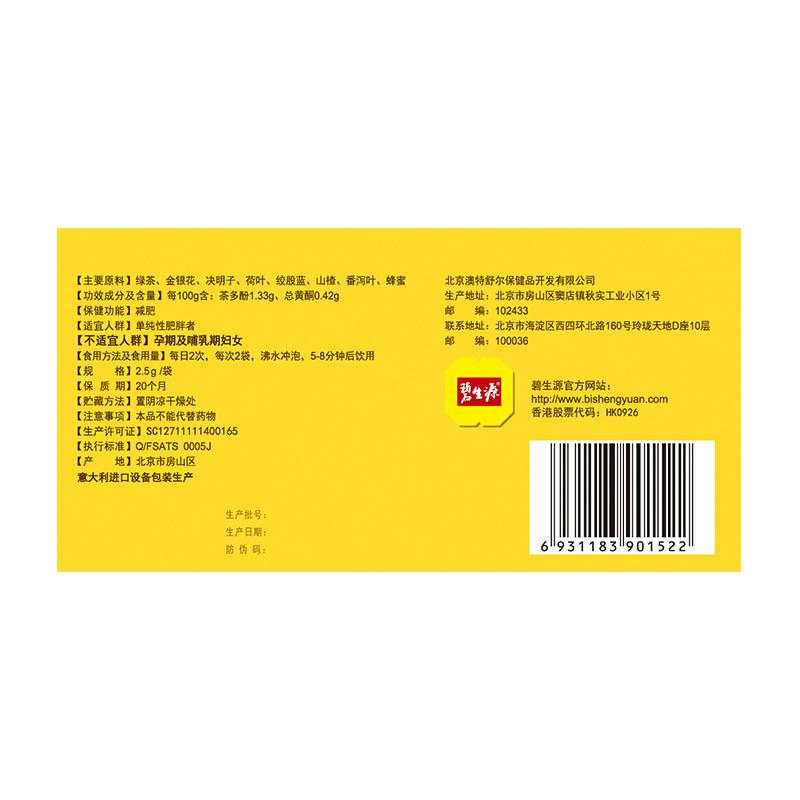 【主要原料】绿茶、金银花、决明子、荷叶、绞股蓝、山楂、番泻叶、蜂蜜
【功效成分及含量】每100g含：茶多酚1.33g、总黄酮0.42g
【保健功能】减肥
【适宜人群】单纯性肥胖者
【不适宜人群】孕期及哺乳期妇女
【食用方法及食用量】每日2次，每次2袋，沸水冲泡，5-8分钟后饮用
【规 格】2.5g/袋
【保 质 期】20个月
【贮藏方法】置阴凉干燥处
【注意事项】本品不能代替药物
【生产许可证】SC12711111400165
【执行标准】Q/FSATS 0005J
【产 地】北京市房山区
意大利进口设备包装生产
生产批号：
生产日期：
防 伪 码：
北京澳特舒尔保健品开发有限公司
生产地址：北京市房山区窦店镇秋实工业小区1号
邮 编：102433
联系地址：北京市海淀区西四环北路160号玲珑天地D座10层
邮 编：100036
碧生源
碧生源官方网站：
http://www.bishengyuan.com
香港股票代码：HK0926
6 931183 901522